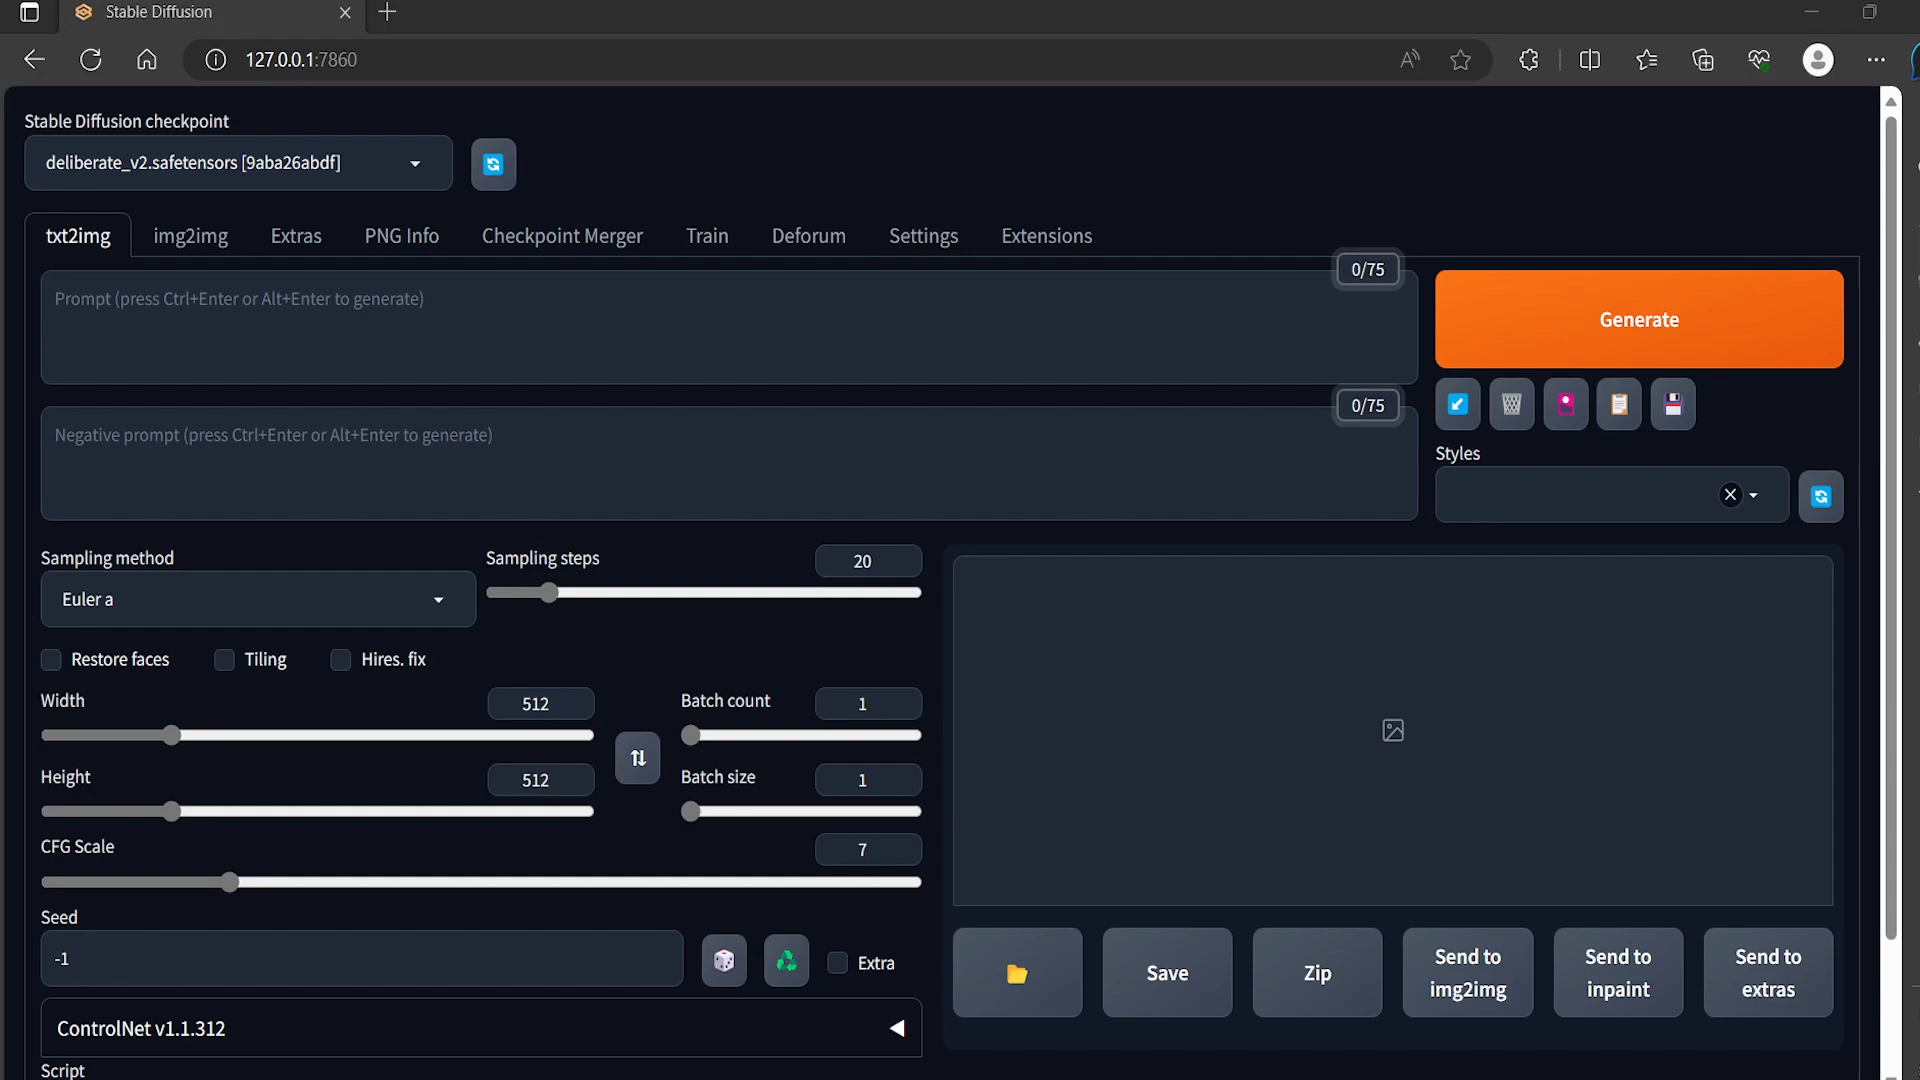 Stable Diffusion
127.0.0.1:7860
Stable Diffusion checkpoint
deliberate_v2.safetensors [9aba26abdf]
txt2img img2img Extras PNG Info Checkpoint Merger Train Deforum Settings Extensions
0/75
Prompt (press Ctrl+Enter or Alt+Enter to generate)
Generate
0/75
Negative prompt (press Ctrl+Enter or Alt+Enter to generate)
Styles
Sampling method
Euler a
Sampling steps 20
Restore faces Tiling Hires. fix
Width 512
Batch count 1
Height 512
Batch size 1
CFG Scale 7
Seed
-1
Extra
Save
Zip
Send to
img2img
Send to
inpaint
Send to
extras
ControlNet v1.1.312
Script